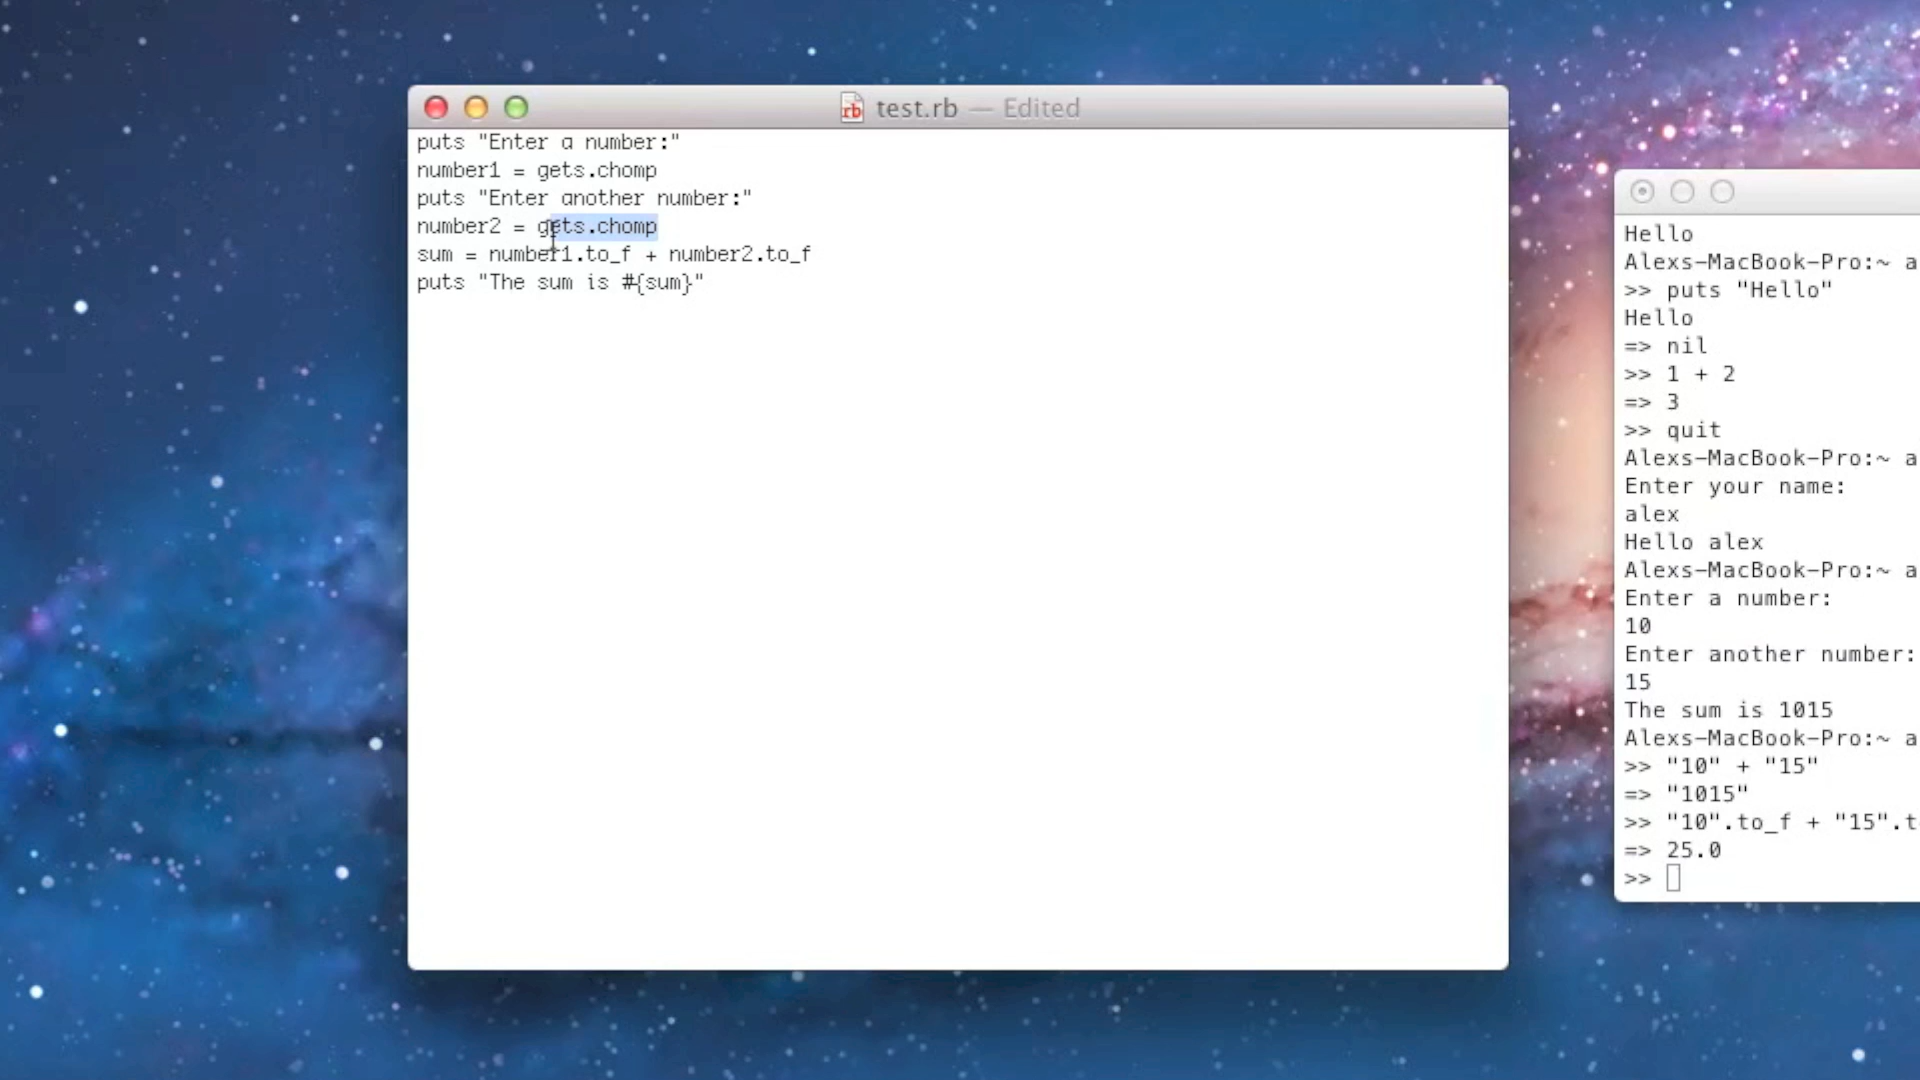 rb test.rb — Edited
puts "Enter a number:"
number1 = gets.chomp
puts "Enter another number:"
number2 = gets.chomp
sum = number1.to_f + number2.to_f
puts "The sum is #{sum}"
Hello
Alexs-MacBook-Pro:~ a
>> puts "Hello"
Hello
=> nil
>> 1 + 2
=> 3
>> quit
Alexs-MacBook-Pro:~ a
Enter your name:
alex
Hello alex
Alexs-MacBook-Pro:~ a
Enter a number:
10
Enter another number:
15
The sum is 1015
Alexs-MacBook-Pro:~ a
>> "10" + "15"
=> "1015"
>> "10".to_f + "15".t
=> 25.0
>>